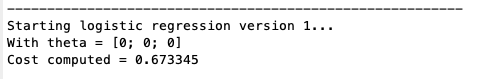 ------------------------------------------------------------
Starting logistic regression version 1...
With theta = [0; 0; 0]
Cost computed = 0.673345